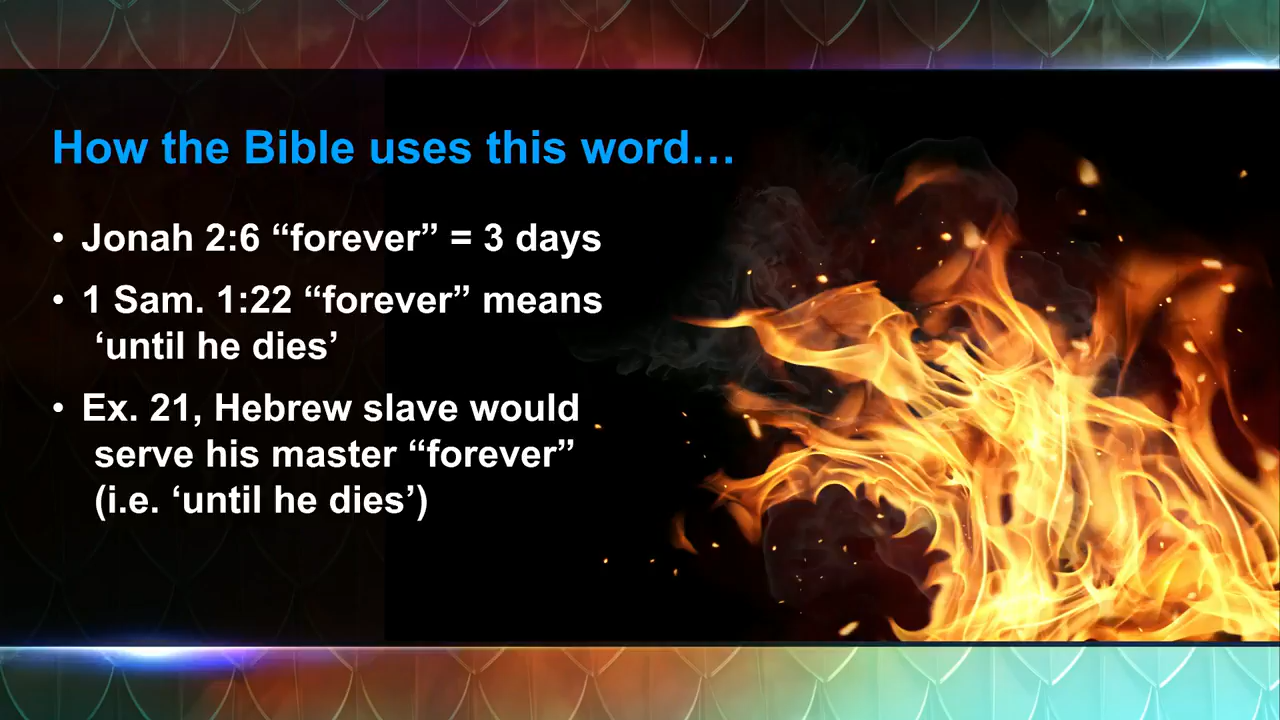 How the Bible uses this word…
• Jonah 2:6 “forever” = 3 days
• 1 Sam. 1:22 “forever” means
‘until he dies’
• Ex. 21, Hebrew slave would
serve his master “forever”
(i.e. ‘until he dies’)